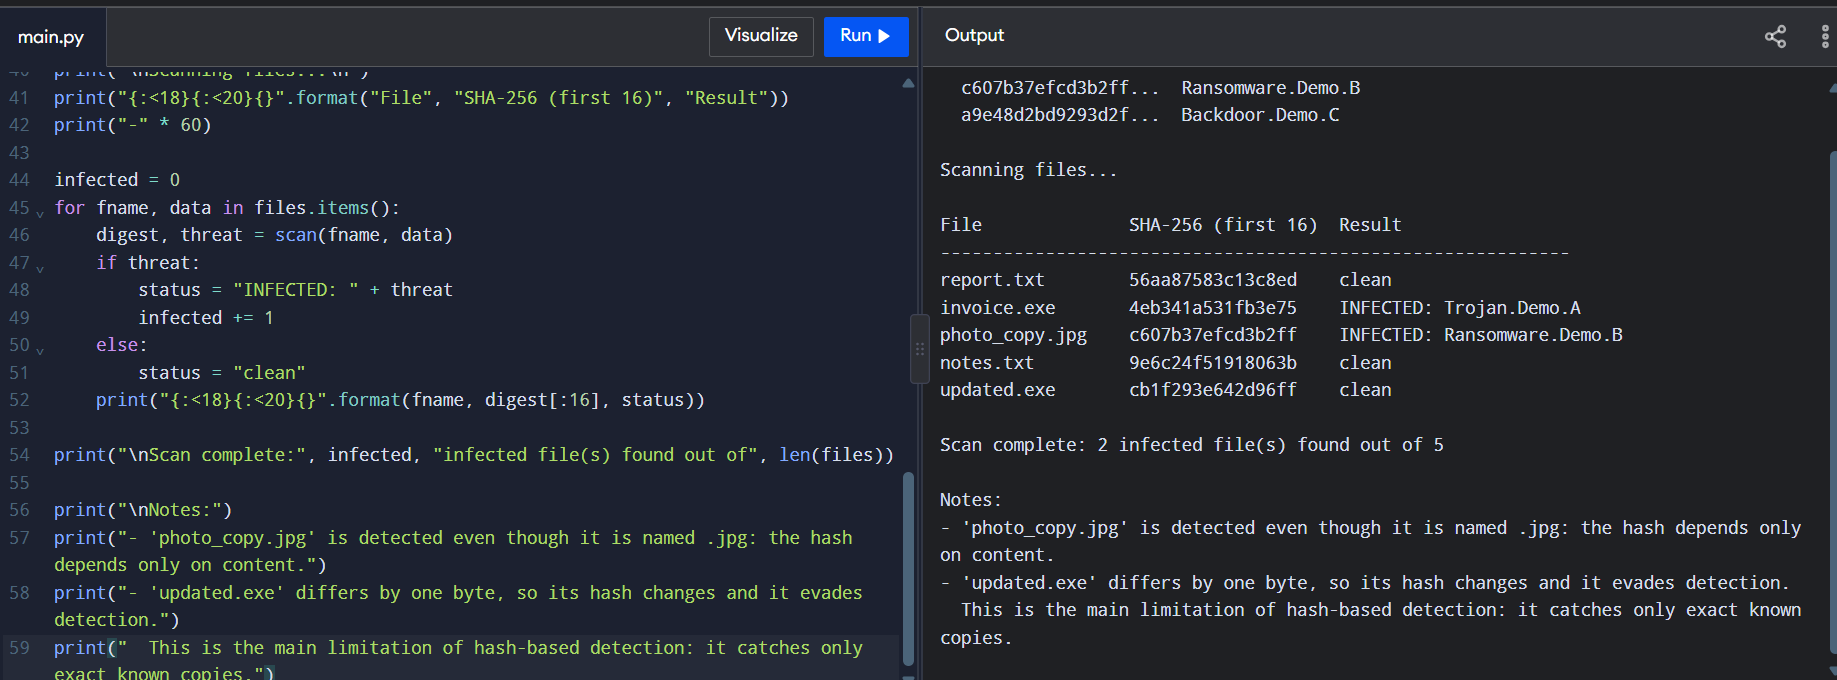 main.py
Visualize
Run
40 print("\nScanning files...\n")
41 print("{:<18}{:<20}{}".format("File", "SHA-256 (first 16)", "Result"))
42 print("-" * 60)
43
44 infected = 0
45 for fname, data in files.items():
46     digest, threat = scan(fname, data)
47     if threat:
48         status = "INFECTED: " + threat
49         infected += 1
50     else:
51         status = "clean"
52     print("{:<18}{:<20}{}".format(fname, digest[:16], status))
53
54 print("\nScan complete:", infected, "infected file(s) found out of", len(files))
55
56 print("\nNotes:")
57 print("- 'photo_copy.jpg' is detected even though it is named .jpg: the hash
depends only on content.")
58 print("- 'updated.exe' differs by one byte, so its hash changes and it evades
detection.")
59 print("  This is the main limitation of hash-based detection: it catches only
exact known copies.")
Output
  c607b37efcd3b2ff...  Ransomware.Demo.B
  a9e48d2bd9293d2f...  Backdoor.Demo.C
Scanning files...
File              SHA-256 (first 16)  Result
------------------------------------------------------------
report.txt        56aa87583c13c8ed    clean
invoice.exe       4eb341a531fb3e75    INFECTED: Trojan.Demo.A
photo_copy.jpg    c607b37efcd3b2ff    INFECTED: Ransomware.Demo.B
notes.txt         9e6c24f51918063b    clean
updated.exe       cb1f293e642d96ff    clean
Scan complete: 2 infected file(s) found out of 5
Notes:
- 'photo_copy.jpg' is detected even though it is named .jpg: the hash depends only
on content.
- 'updated.exe' differs by one byte, so its hash changes and it evades detection.
  This is the main limitation of hash-based detection: it catches only exact known
copies.